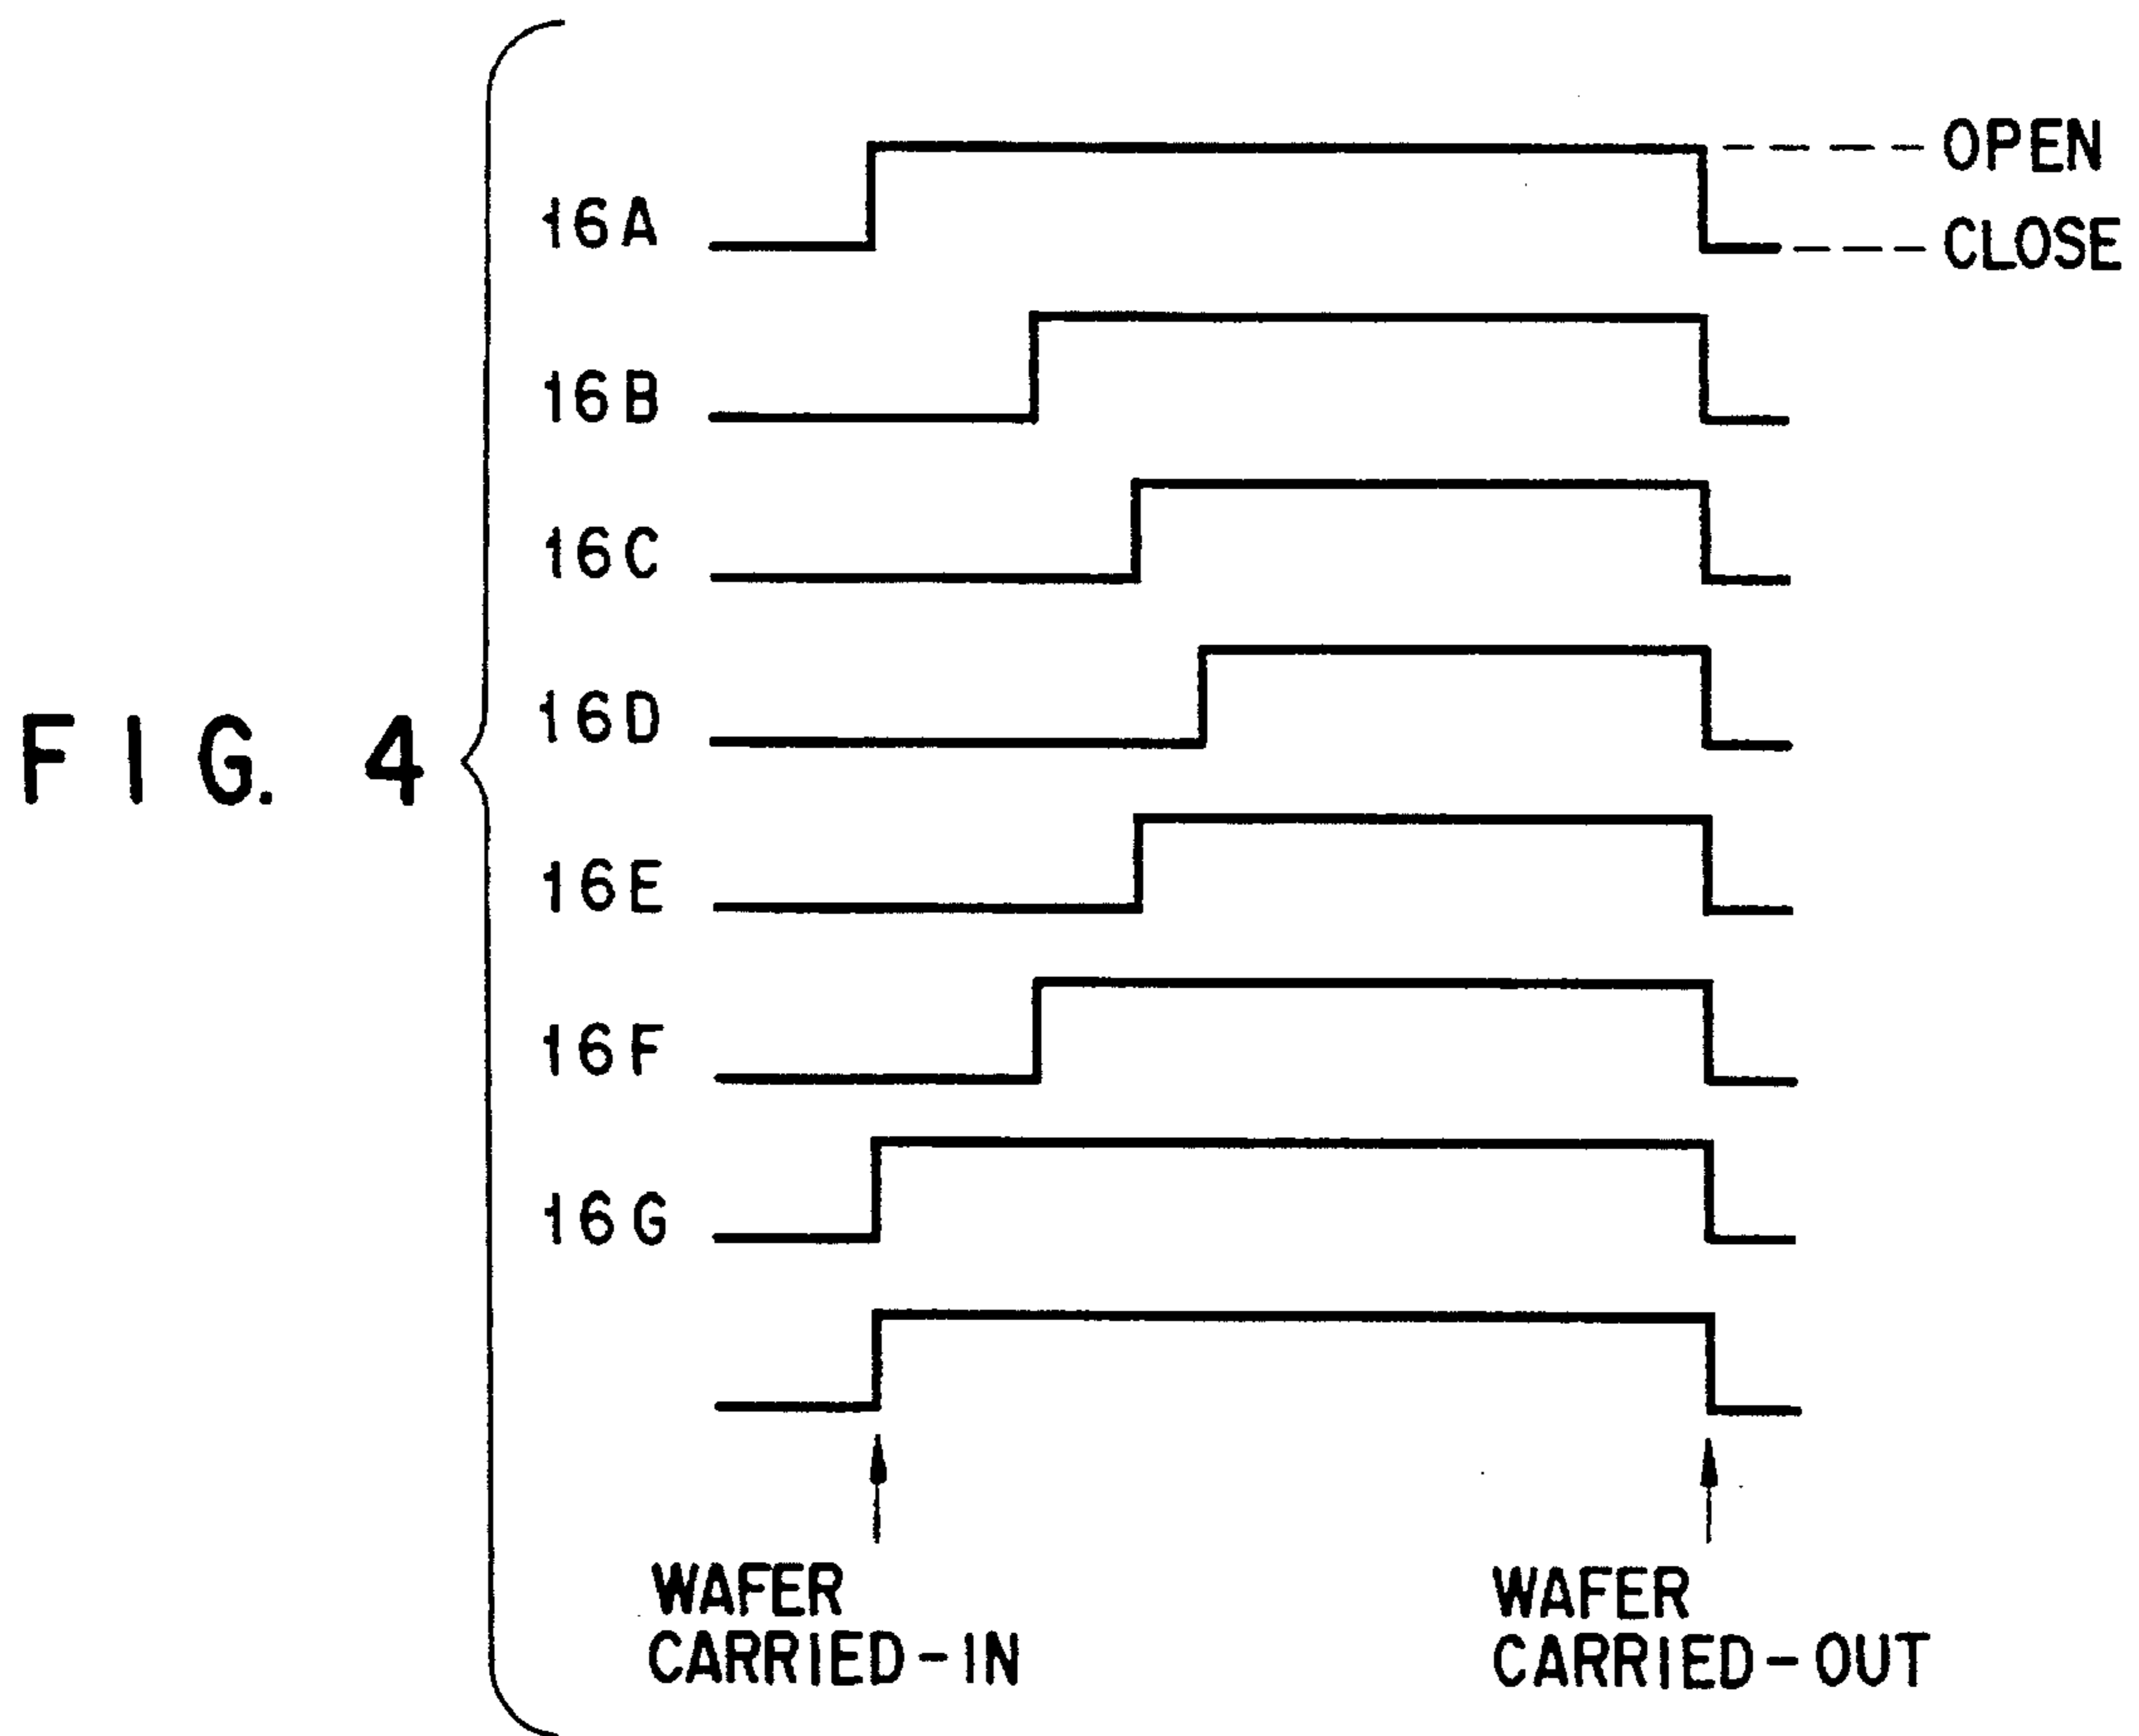 FIG. 4
OPEN
16A
CLOSE
16B
16C
16D
16E
16F
16G
WAFER
CARRIED-IN
WAFER
CARRIED-OUT